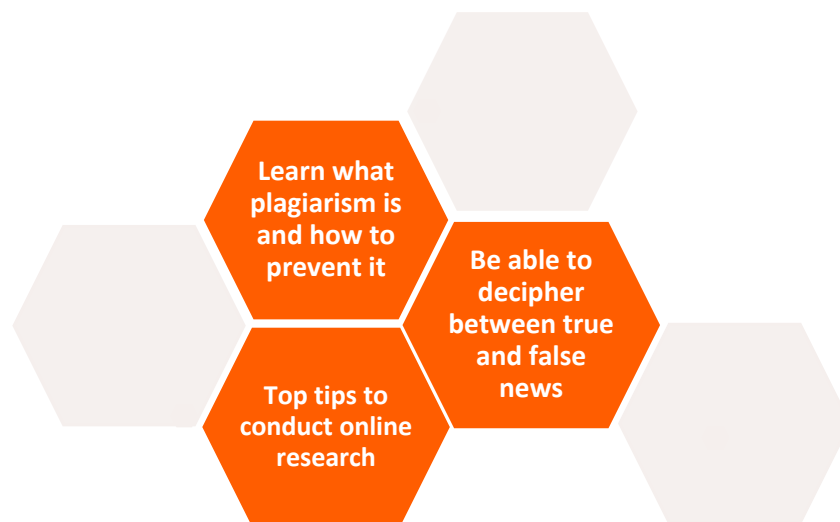 Learn what
plagiarism is
and how to
prevent it
Be able to
decipher
between true
and false
news
Top tips to
conduct online
research